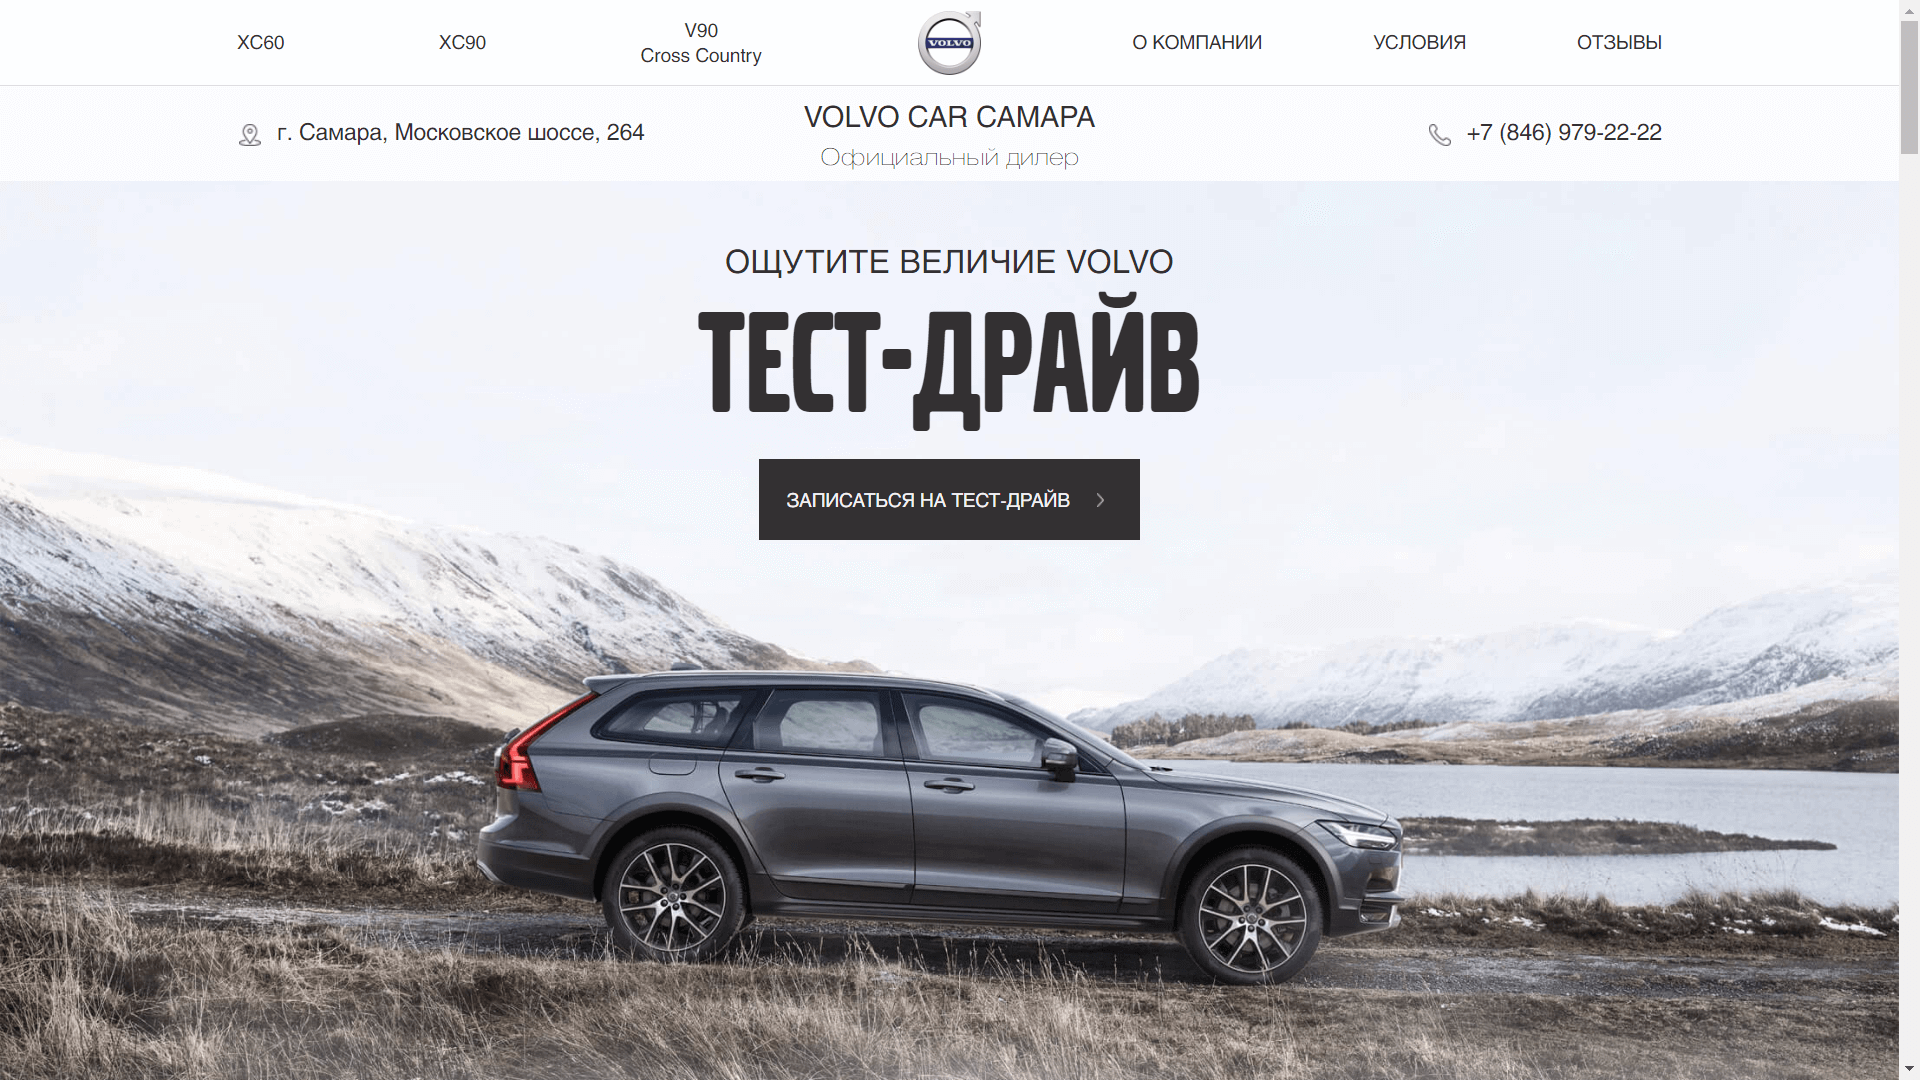 XC60
XC90
V90
Cross Country
VOLVO
О КОМПАНИИ
УСЛОВИЯ
ОТЗЫВЫ
г. Самара, Московское шоссе, 264
VOLVO CAR САМАРА
Официальный дилер
+7 (846) 979-22-22
ОЩУТИТЕ ВЕЛИЧИЕ VOLVO
ТЕСТ-ДРАЙВ
ЗАПИСАТЬСЯ НА ТЕСТ-ДРАЙВ